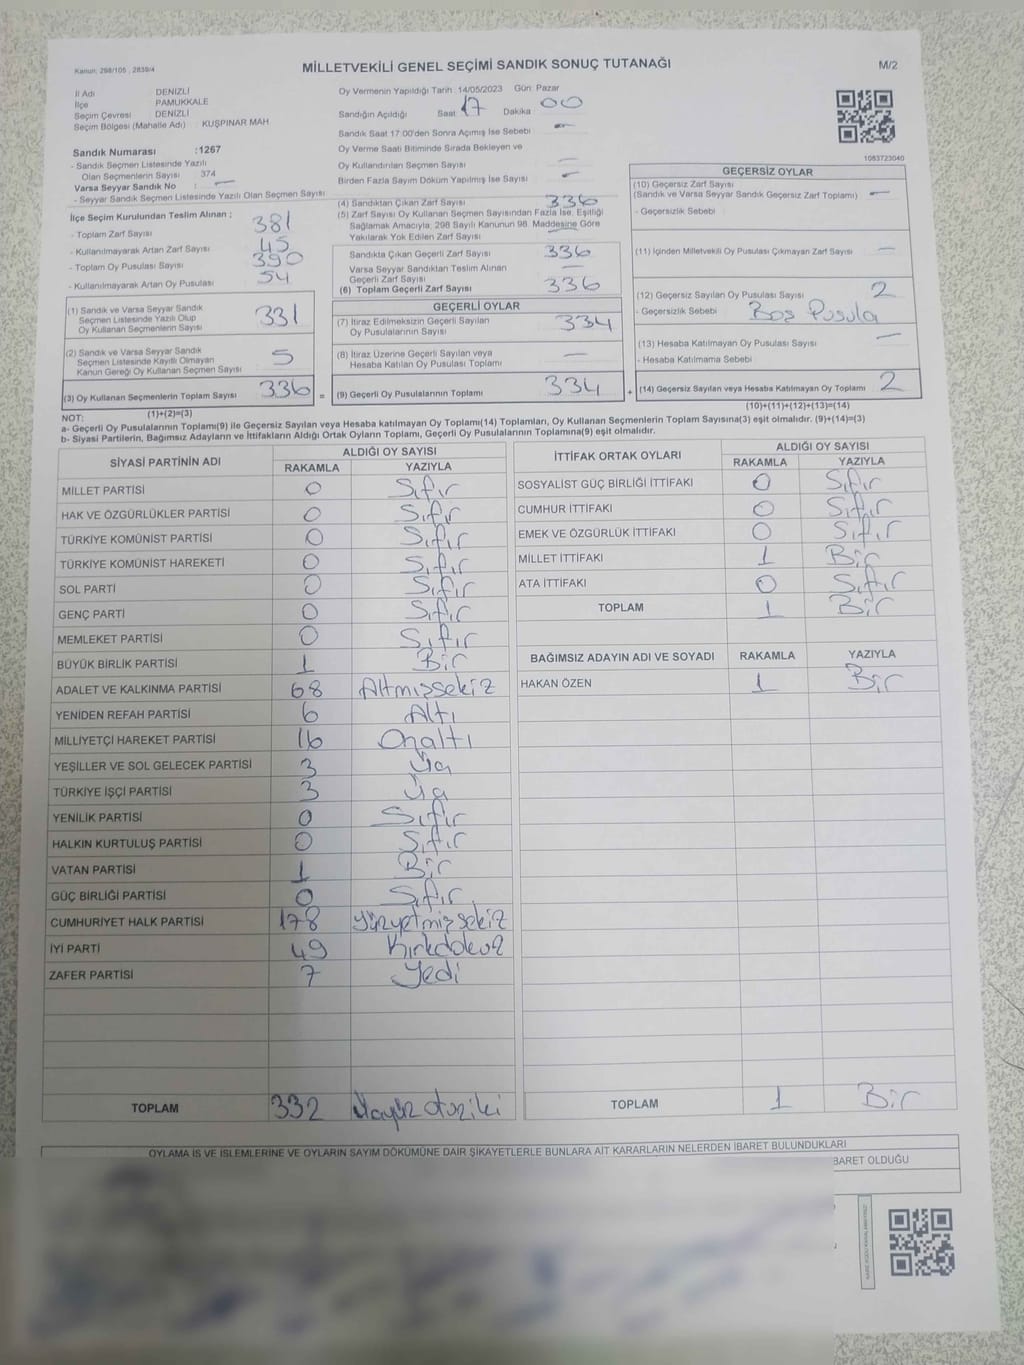 Kanun: 298/105 , 2839/4
MİLLETVEKİLİ GENEL SEÇİMİ SANDIK SONUÇ TUTANAĞI
M/2
İl Adı DENİZLİ
İlçe PAMUKKALE
Seçim Çevresi DENİZLİ
Seçim Bölgesi (Mahalle Adı) KUŞPINAR MAH
Sandık Numarası :1267
- Sandık Seçmen Listesinde Yazılı
Olan Seçmenlerin Sayısı 374
Varsa Seyyar Sandık No : -
- Seyyar Sandık Seçmen Listesinde Yazılı Olan Seçmen Sayısı
İlçe Seçim Kurulundan Teslim Alınan ;
- Toplam Zarf Sayısı 381
- Kullanılmayarak Artan Zarf Sayısı 45
- Toplam Oy Pusulası Sayısı 390
- Kullanılmayarak Artan Oy Pusulası 54
(1) Sandık ve Varsa Seyyar Sandık
Seçmen Listesinde Yazılı Olup
Oy Kullanan Seçmenlerin Sayısı 331
(2) Sandık ve Varsa Seyyar Sandık
Seçmen Listesinde Kayıtlı Olmayan
Kanun Gereği Oy Kullanan Seçmen Sayısı 5
(3) Oy Kullanan Seçmenlerin Toplam Sayısı 336 =
(1)+(2)=(3)
Oy Vermenin Yapıldığı Tarih : 14/05/2023 Gün: Pazar
Sandığın Açıldığı Saat 17 Dakika 00
Sandık Saat 17:00'den Sonra Açılmış İse Sebebi -
Oy Verme Saati Bitiminde Sırada Bekleyen ve
Oy Kullandırılan Seçmen Sayısı -
Birden Fazla Sayım Döküm Yapılmış İse Sayısı -
(4) Sandıktan Çıkan Zarf Sayısı 336
(5) Zarf Sayısı Oy Kullanan Seçmen Sayısından Fazla İse, Eşitliği
Sağlamak Amacıyla, 298 Sayılı Kanunun 98. Maddesine Göre
Yakılarak Yok Edilen Zarf Sayısı -
Sandıkta Çıkan Geçerli Zarf Sayısı 336
Varsa Seyyar Sandıktan Teslim Alınan
Geçerli Zarf Sayısı -
(6) Toplam Geçerli Zarf Sayısı 336
GEÇERLİ OYLAR
(7) İtiraz Edilmeksizin Geçerli Sayılan
Oy Pusulalarının Sayısı 334
(8) İtiraz Üzerine Geçerli Sayılan veya
Hesaba Katılan Oy Pusulası Toplamı -
(9) Geçerli Oy Pusulalarının Toplamı 334 +
1083723040
GEÇERSİZ OYLAR
(10) Geçersiz Zarf Sayısı
(Sandık ve Varsa Seyyar Sandık Geçersiz Zarf Toplamı) -
- Geçersizlik Sebebi
(11) İçinden Milletvekili Oy Pusulası Çıkmayan Zarf Sayısı -
(12) Geçersiz Sayılan Oy Pusulası Sayısı 2
- Geçersizlik Sebebi Boş Pusula
(13) Hesaba Katılmayan Oy Pusulası Sayısı -
- Hesaba Katılmama Sebebi
(14) Geçersiz Sayılan veya Hesaba Katılmayan Oy Toplamı 2
(10)+(11)+(12)+(13)=(14)
NOT:
a- Geçerli Oy Pusulalarının Toplamı(9) ile Geçersiz Sayılan veya Hesaba Katılmayan Oy Toplamı(14) Toplamları, Oy Kullanan Seçmenlerin Toplam Sayısına(3) eşit olmalıdır. (9)+(14)=(3)
b- Siyasi Partilerin, Bağımsız Adayların ve İttifakların Aldığı Ortak Oyların Toplamı, Geçerli Oy Pusulalarının Toplamına(9) eşit olmalıdır.
SİYASİ PARTİNİN ADI ALDIĞI OY SAYISI
RAKAMLA YAZIYLA
MİLLET PARTİSİ 0 Sıfır
HAK VE ÖZGÜRLÜKLER PARTİSİ 0 Sıfır
TÜRKİYE KOMÜNİST PARTİSİ 0 Sıfır
TÜRKİYE KOMÜNİST HAREKETİ 0 Sıfır
SOL PARTİ 0 Sıfır
GENÇ PARTİ 0 Sıfır
MEMLEKET PARTİSİ 0 Sıfır
BÜYÜK BİRLİK PARTİSİ 1 Bir
ADALET VE KALKINMA PARTİSİ 68 Altmışsekiz
YENİDEN REFAH PARTİSİ 6 Altı
MİLLİYETÇİ HAREKET PARTİSİ 16 Onaltı
YEŞİLLER VE SOL GELECEK PARTİSİ 3 Üç
TÜRKİYE İŞÇİ PARTİSİ 3 Üç
YENİLİK PARTİSİ 0 Sıfır
HALKIN KURTULUŞ PARTİSİ 0 Sıfır
VATAN PARTİSİ 1 Bir
GÜÇ BİRLİĞİ PARTİSİ 0 Sıfır
CUMHURİYET HALK PARTİSİ 178 Yüzyetmişsekiz
İYİ PARTİ 49 Kırkdokuz
ZAFER PARTİSİ 7 Yedi
TOPLAM 332 üçyüz otuziki
İTTİFAK ORTAK OYLARI ALDIĞI OY SAYISI
RAKAMLA YAZIYLA
SOSYALİST GÜÇ BİRLİĞİ İTTİFAKI 0 Sıfır
CUMHUR İTTİFAKI 0 Sıfır
EMEK VE ÖZGÜRLÜK İTTİFAKI 0 Sıfır
MİLLET İTTİFAKI 1 Bir
ATA İTTİFAKI 0 Sıfır
TOPLAM 1 Bir
BAĞIMSIZ ADAYIN ADI VE SOYADI RAKAMLA YAZIYLA
HAKAN ÖZEN 1 Bir
TOPLAM 1 Bir
OYLAMA İŞ VE İŞLEMLERİNE VE OYLARIN SAYIM DÖKÜMÜNE DAİR ŞİKAYETLERLE BUNLARA AİT KARARLARIN NELERDEN İBARET BULUNDUKLARI
BARET OLDUĞU